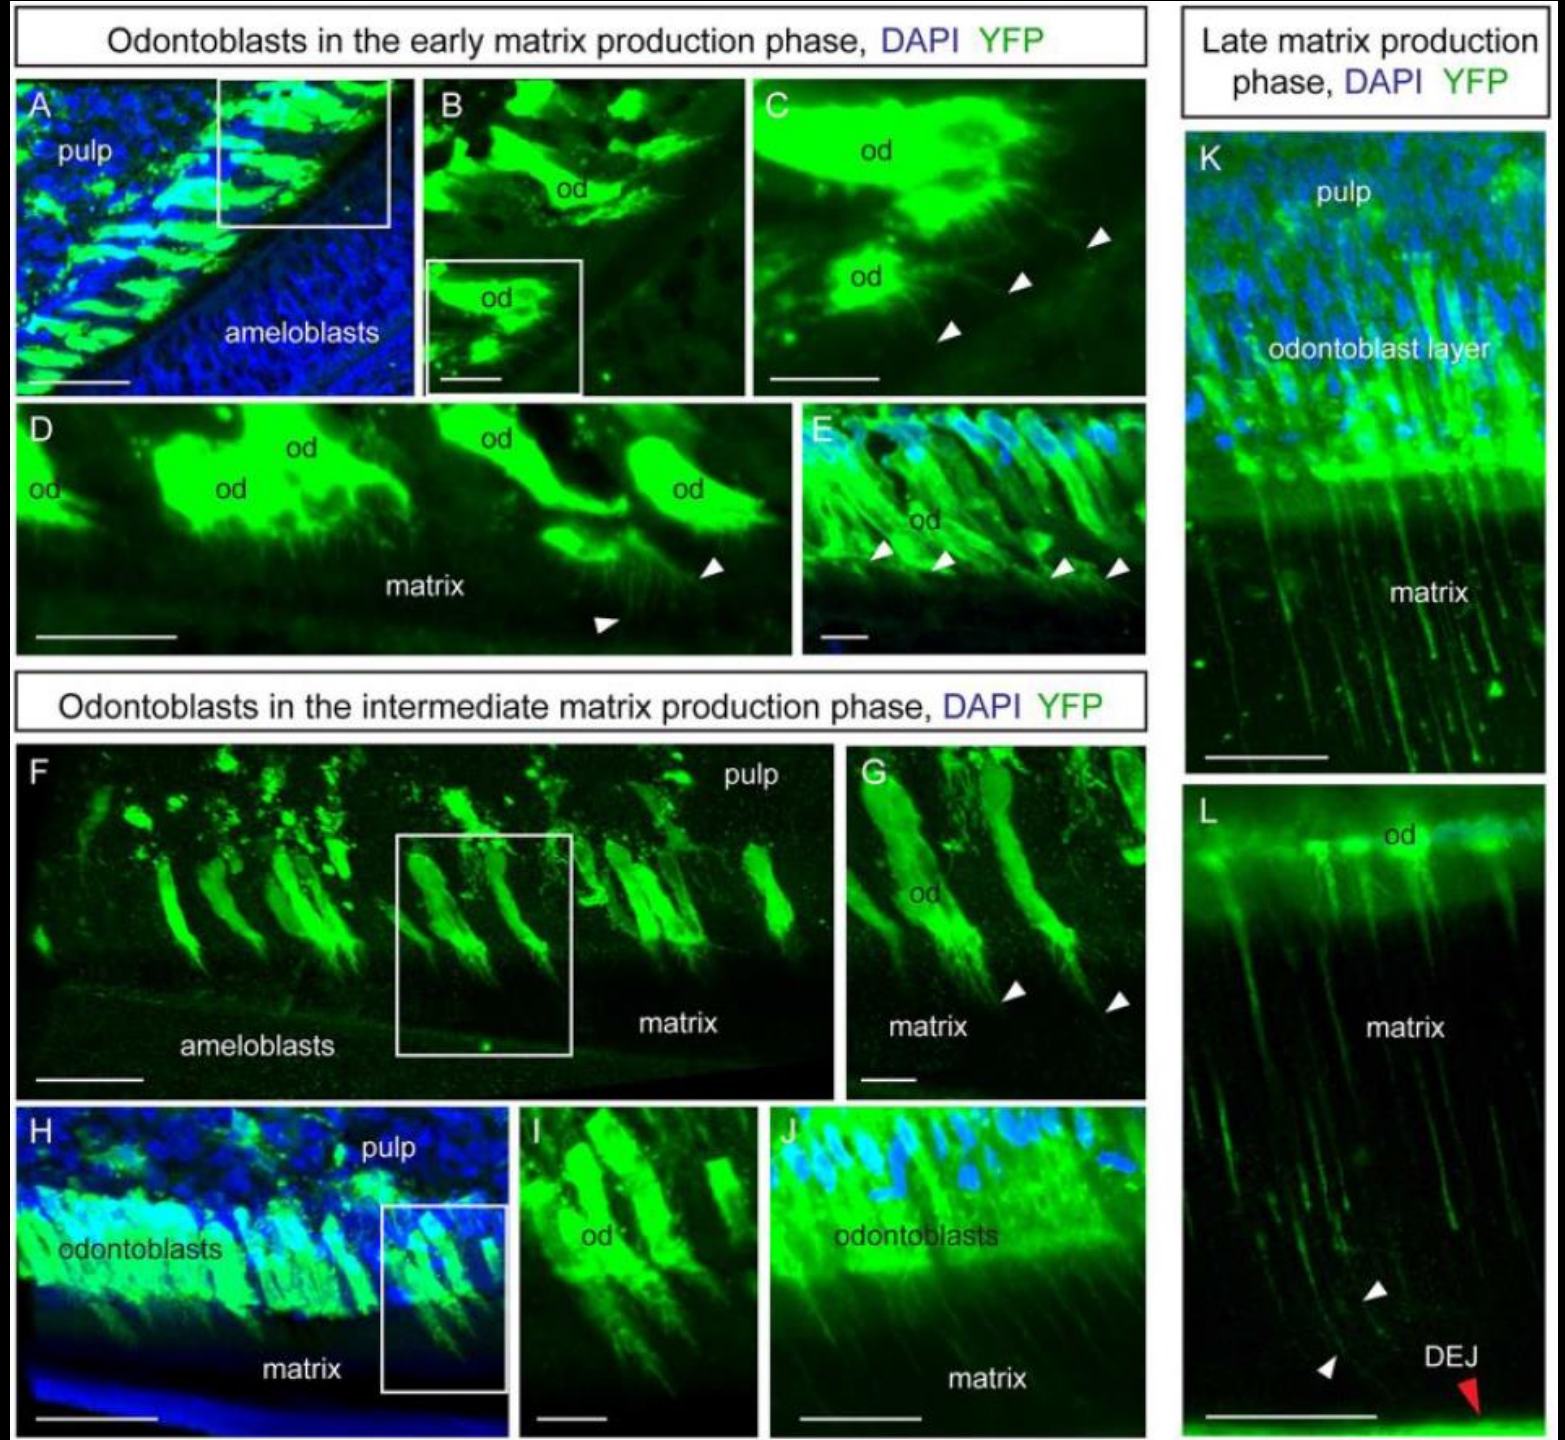 Odontoblasts in the early matrix production phase, DAPI YFP
A
pulp
ameloblasts
B
od
od
C
od
od
D
od
od
od
od
od
matrix
E
od
Odontoblasts in the intermediate matrix production phase, DAPI YFP
F
pulp
ameloblasts
matrix
G
od
matrix
H
pulp
odontoblasts
matrix
I
od
J
odontoblasts
matrix
Late matrix production
phase, DAPI YFP
K
pulp
odontoblast layer
matrix
L
od
matrix
DEJ